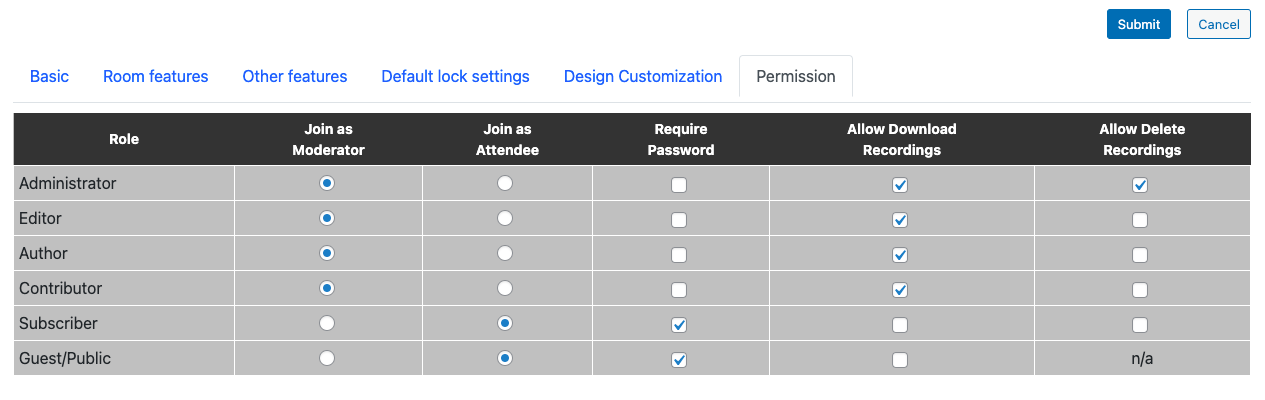 Submit Cancel
Basic Room features Other features Default lock settings Design Customization Permission
Role Join as Moderator Join as Attendee Require Password Allow Download Recordings Allow Delete Recordings
Administrator
Editor
Author
Contributor
Subscriber
Guest/Public n/a